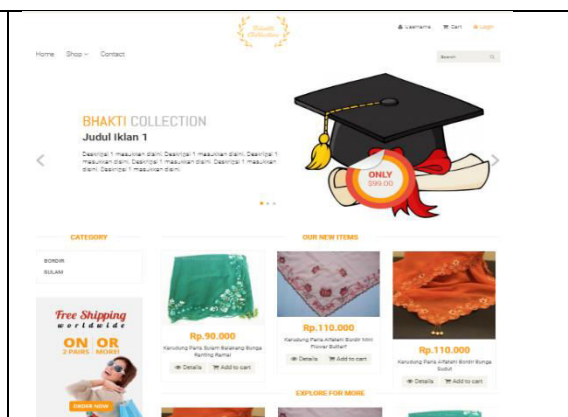 Bhakti
Collection
Username Cart Login
Home Shop Contact
Search
BHAKTI COLLECTION
Judul Iklan 1
Deskripsi 1 masukkan disini. Deskripsi 1 masukkan disini. Deskripsi 1
masukkan disini. Deskripsi 1 masukkan disini. Deskripsi 1 masukkan
disini. Deskripsi 1 masukkan disini.
ONLY
$99.00
CATEGORY
OUR NEW ITEMS
BORDIR
SULAM
Free Shipping
worldwide
ON 2 PAIRS OR MORE!
ORDER NOW
Rp.90.000
Kerudung Paris Sulam Belakang Bunga
Ranting Ramai
Details Add to cart
Rp.110.000
Kerudung Paris Alfatah Bordir Mini
Flower
Details Add to cart
Rp.110.000
Kerudung Paris Alfatah Bordir Bunga
Sudut
Details Add to cart
EXPLORE FOR MORE